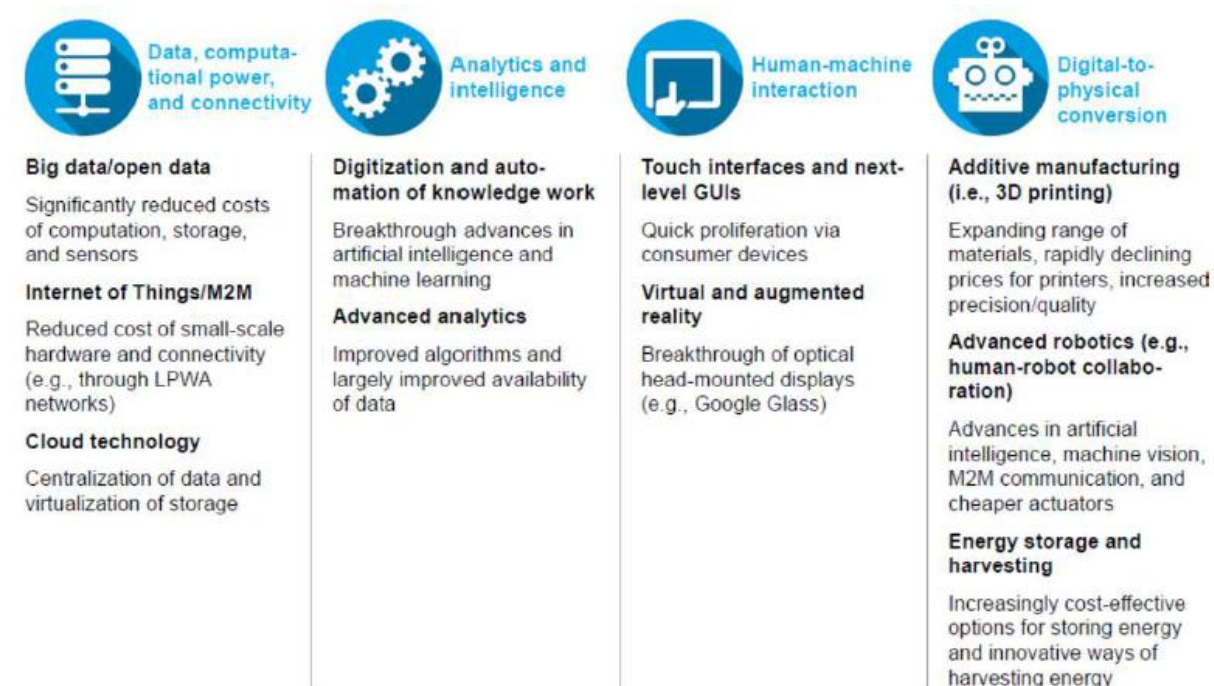 Data, computa-
tional power,
and connectivity
Big data/open data
Significantly reduced costs
of computation, storage,
and sensors
Internet of Things/M2M
Reduced cost of small-scale
hardware and connectivity
(e.g., through LPWA
networks)
Cloud technology
Centralization of data and
virtualization of storage
Analytics and
intelligence
Digitization and auto-
mation of knowledge work
Breakthrough advances in
artificial intelligence and
machine learning
Advanced analytics
Improved algorithms and
largely improved availability
of data
Human-machine
interaction
Touch interfaces and next-
level GUIs
Quick proliferation via
consumer devices
Virtual and augmented
reality
Breakthrough of optical
head-mounted displays
(e.g., Google Glass)
Digital-to-
physical
conversion
Additive manufacturing
(i.e., 3D printing)
Expanding range of
materials, rapidly declining
prices for printers, increased
precision/quality
Advanced robotics (e.g.,
human-robot collabo-
ration)
Advances in artificial
intelligence, machine vision,
M2M communication, and
cheaper actuators
Energy storage and
harvesting
Increasingly cost-effective
options for storing energy
and innovative ways of
harvesting energy